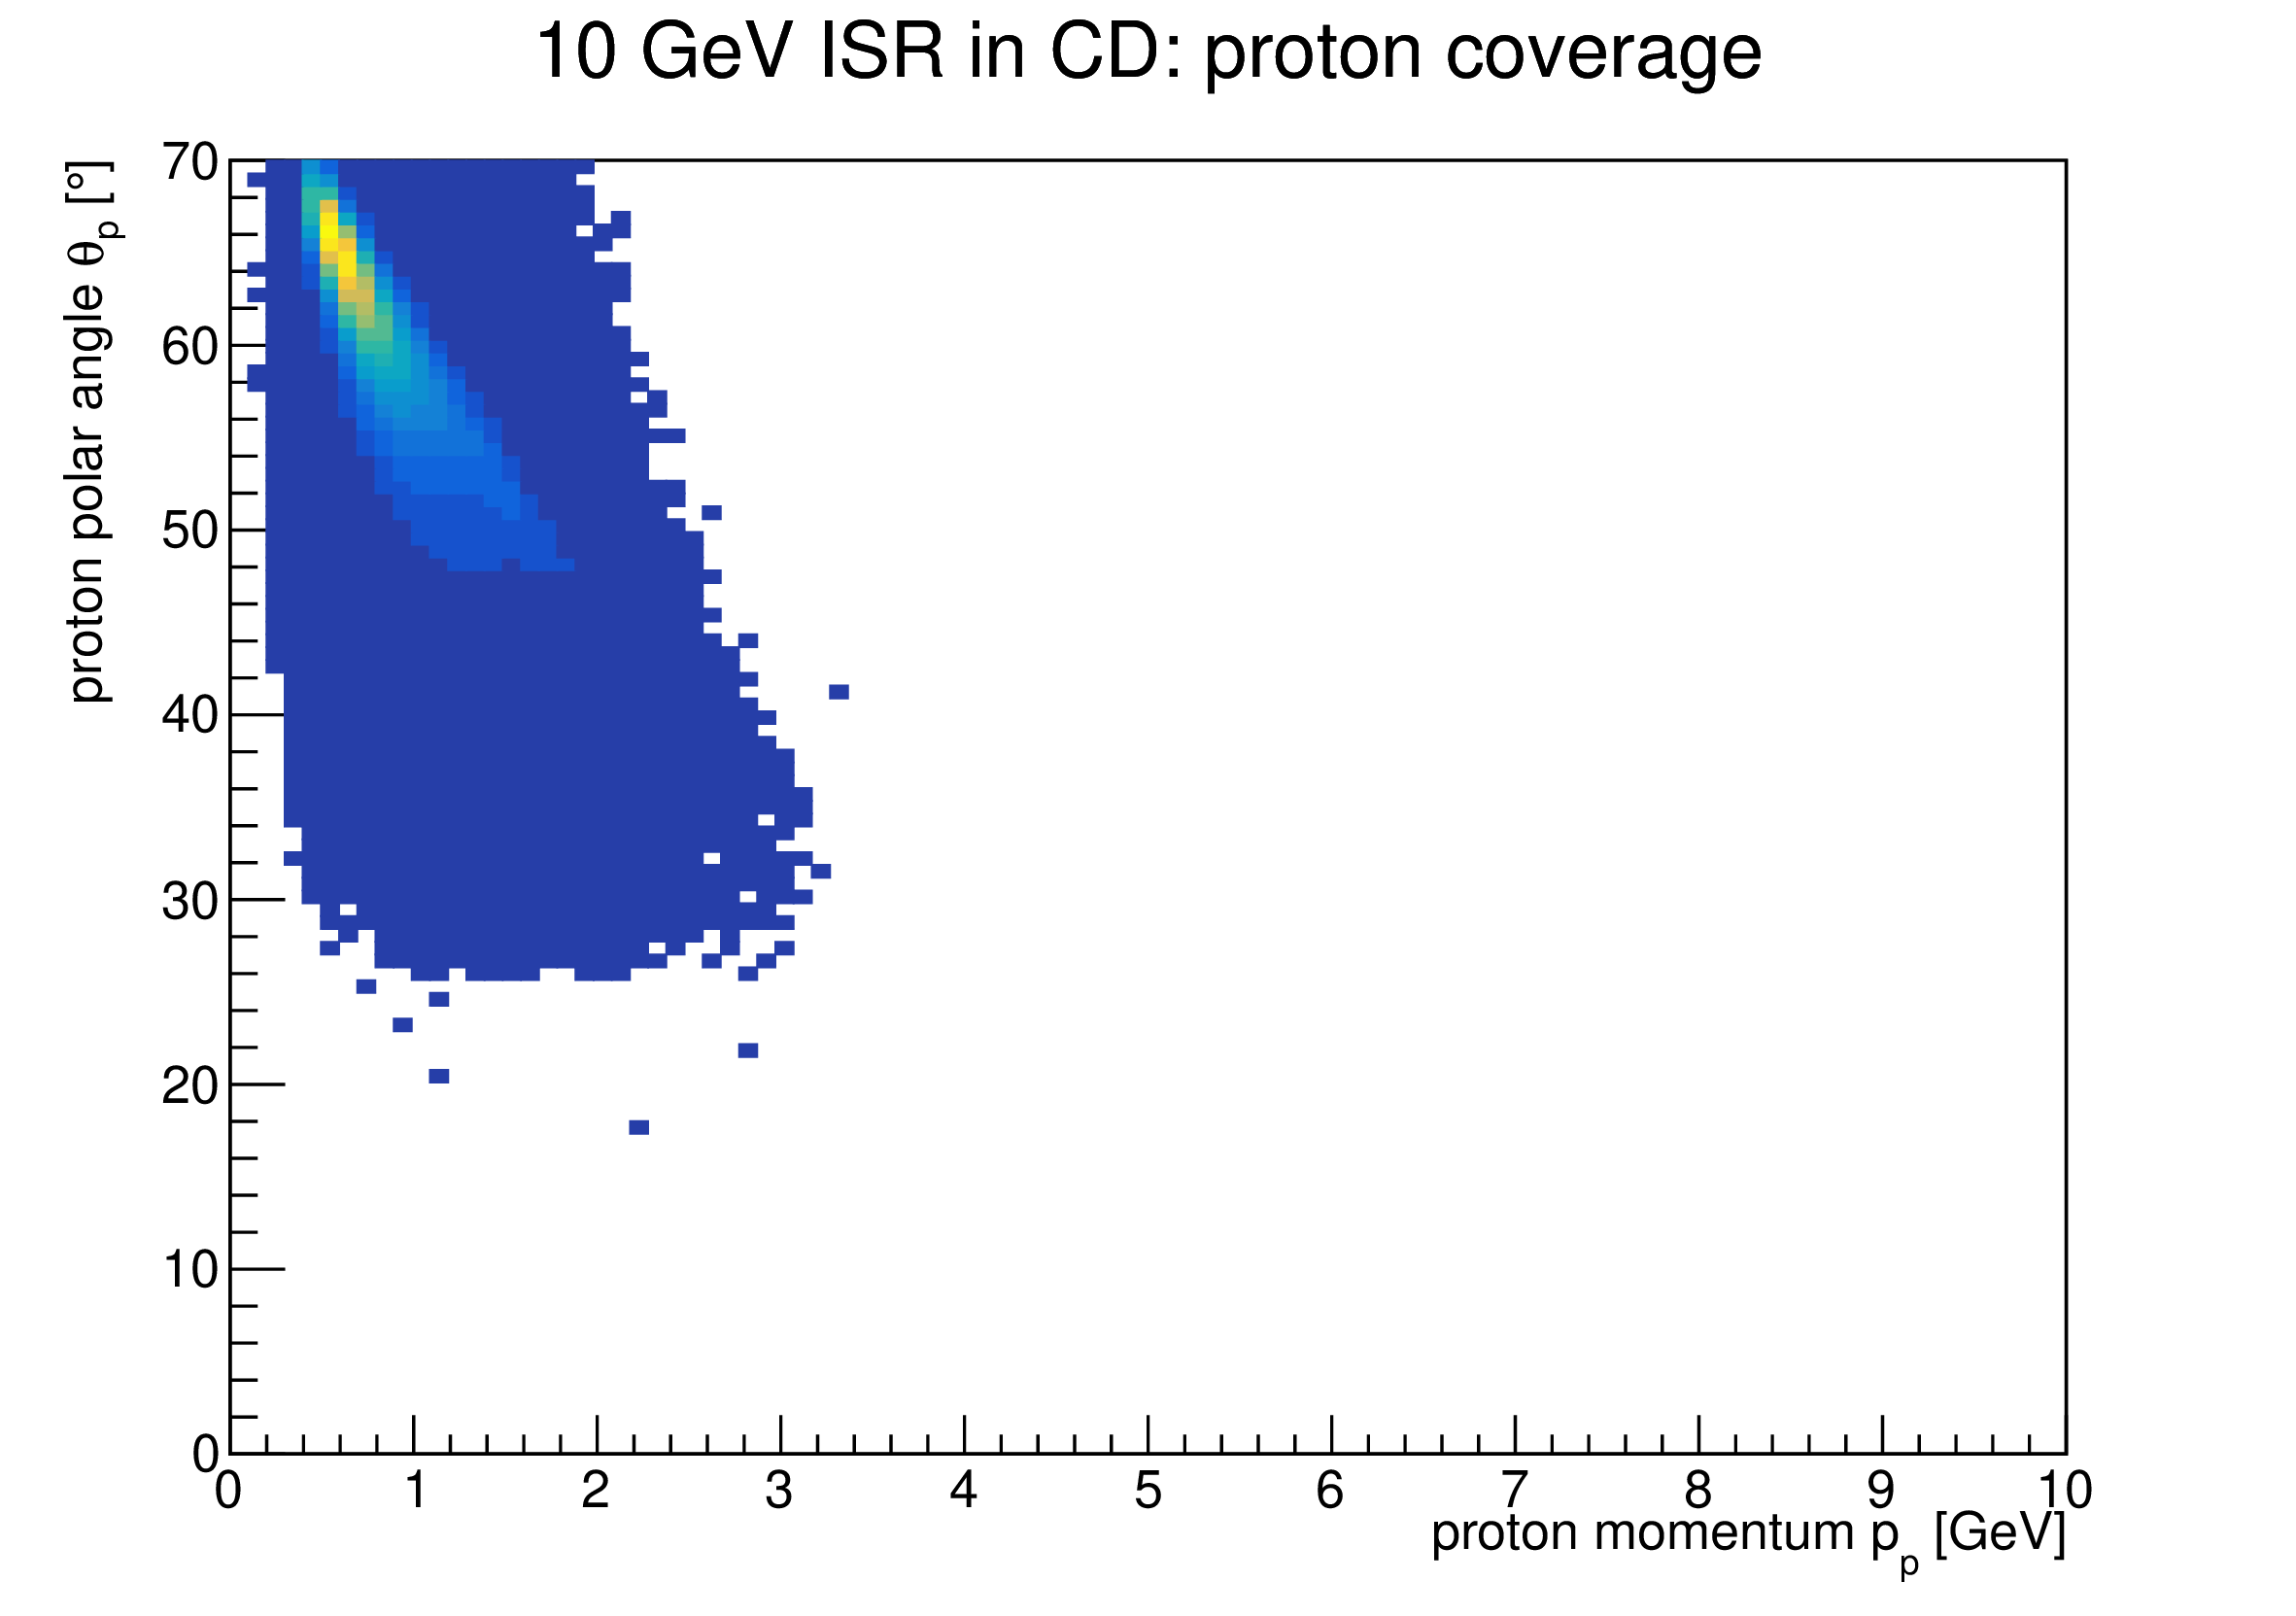 10 GeV ISR in CD: proton coverage
proton polar angle θp [°]
70
60
50
40
30
20
10
0
0 1 2 3 4 5 6 7 8 9 10
proton momentum pp [GeV]